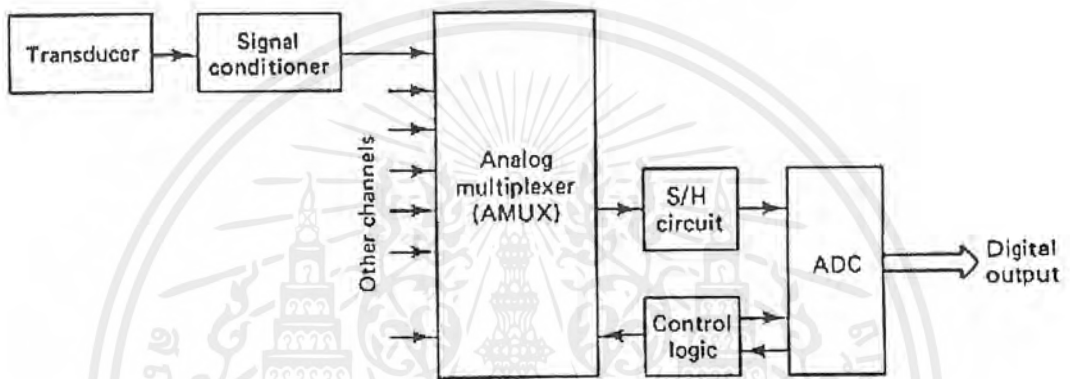 Transducer
Signal
conditioner
Other channels
Analog
multiplexer
(AMUX)
S/H
circuit
Control
logic
ADC
Digital
output